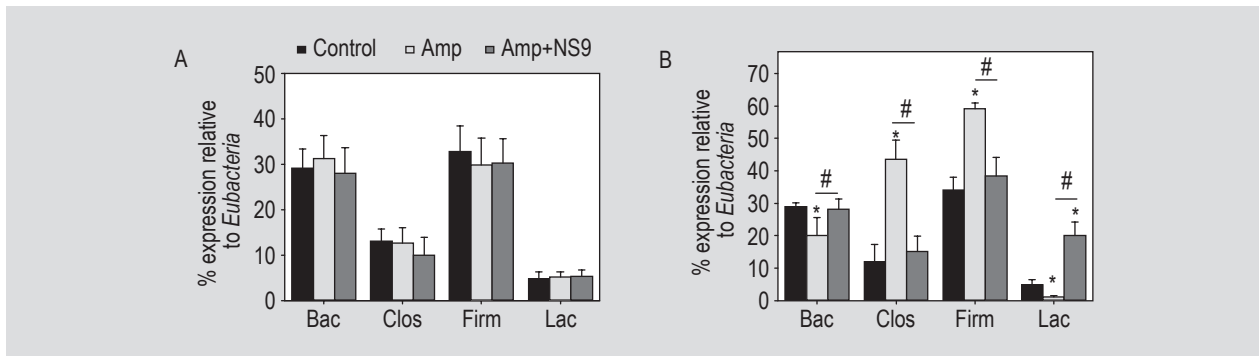 A
Control Amp Amp+NS9
% expression relative
to Eubacteria
50
40
30
20
10
0
Bac Clos Firm Lac
B
% expression relative
to Eubacteria
70
60
50
40
30
20
10
0
#
*
#
*
#
*
#
*
*
Bac Clos Firm Lac